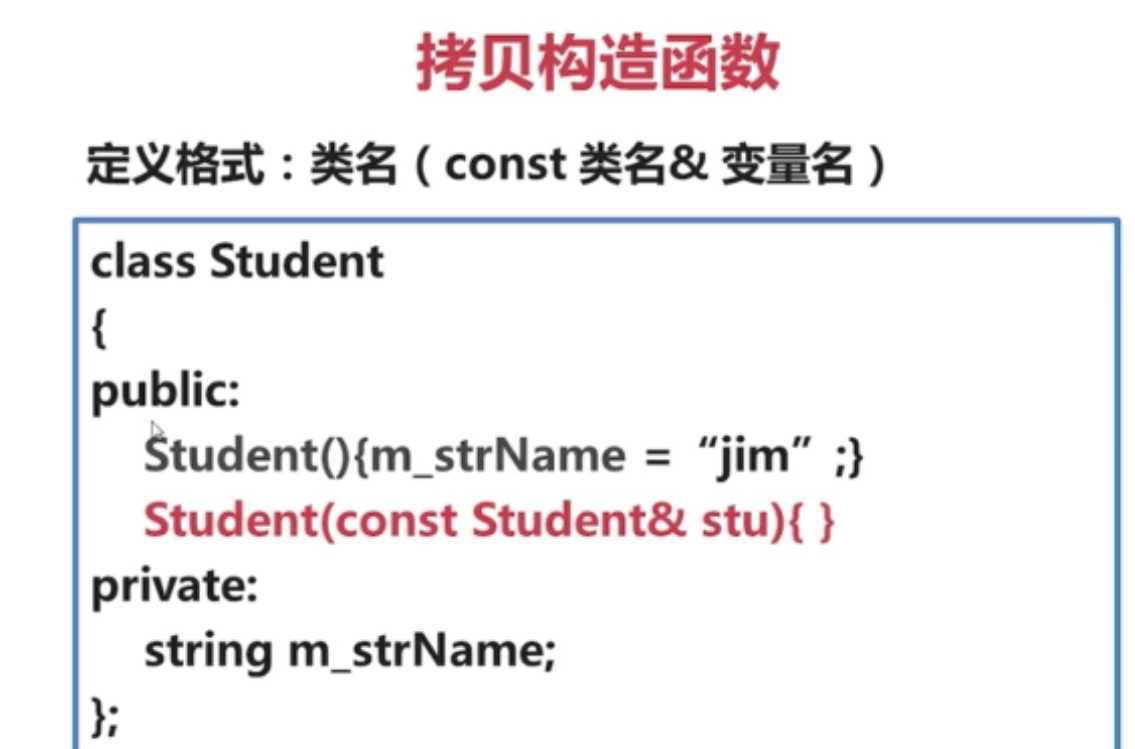 拷贝构造函数
定义格式：类名（const 类名& 变量名）
class Student
{
public:
Student(){m_strName = “jim” ;}
Student(const Student& stu){ }
private:
string m_strName;
};